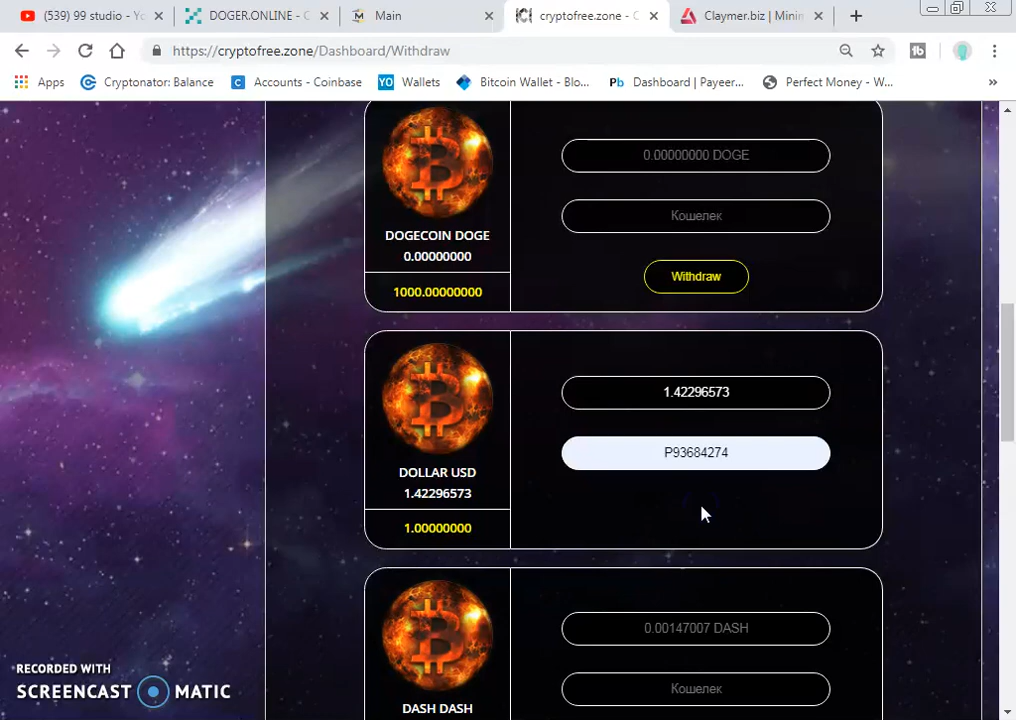 (539) 99 studio - Yo
DOGER.ONLINE - C
Main
cryptofree.zone - C
Claymer.biz | Minin
https://cryptofree.zone/Dashboard/Withdraw
Apps
Cryptonator: Balance
Accounts - Coinbase
YO Wallets
Bitcoin Wallet - Blo...
Pb Dashboard | Payeer...
Perfect Money - W...
»
0.00000000 DOGE
Кошелек
DOGECOIN DOGE
0.00000000
Withdraw
1000.00000000
1.42296573
P93684274
DOLLAR USD
1.42296573
1.00000000
0.00147007 DASH
Кошелек
DASH DASH
RECORDED WITH
SCREENCAST MATIC